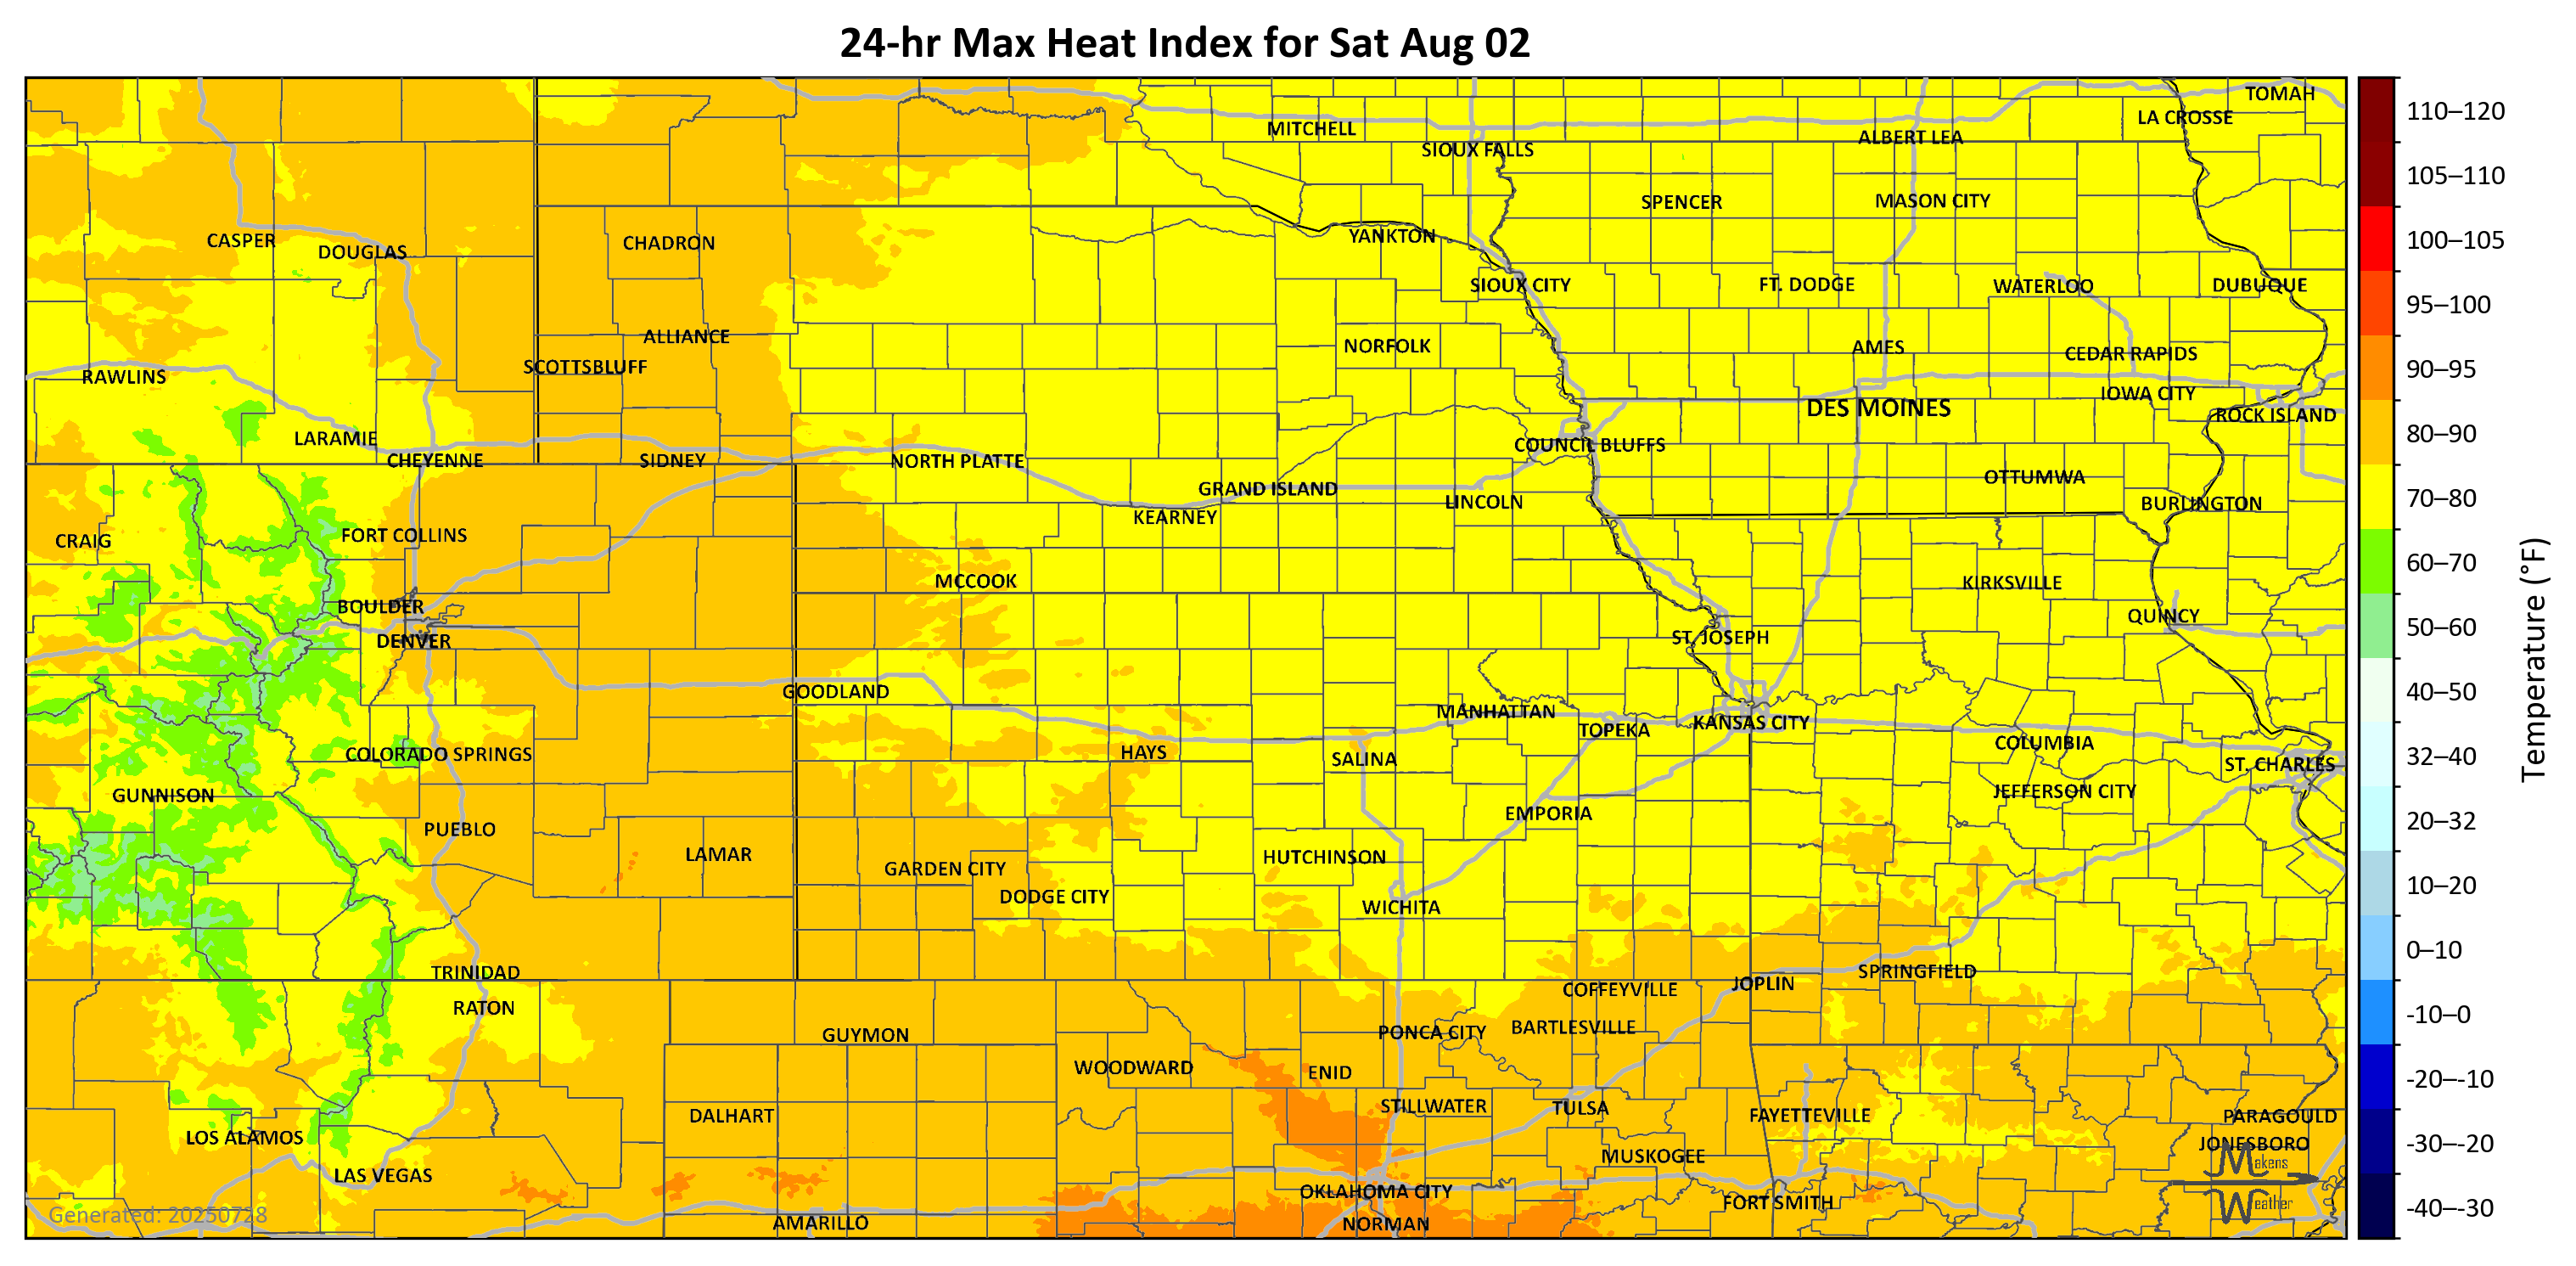 24-hr Max Heat Index for Sat Aug 02
TOMAH
LA CROSSE
MITCHELL
ALBERT LEA
SIOUX FALLS
SPENCER
MASON CITY
CASPER
DOUGLAS
CHADRON
YANKTON
SIOUX CITY
FT. DODGE
WATERLOO
DUBUQUE
ALLIANCE
NORFOLK
AMES
CEDAR RAPIDS
SCOTTSBLUFF
RAWLINS
IOWA CITY
DES MOINES
ROCK ISLAND
LARAMIE
COUNCIL BLUFFS
CHEYENNE
SIDNEY
NORTH PLATTE
OTTUMWA
GRAND ISLAND
LINCOLN
BURLINGTON
KEARNEY
FORT COLLINS
CRAIG
MCCOOK
KIRKSVILLE
BOULDER
QUINCY
DENVER
ST. JOSEPH
GOODLAND
MANHATTAN
TOPEKA
KANSAS CITY
COLUMBIA
COLORADO SPRINGS
HAYS
SALINA
ST. CHARLES
GUNNISON
JEFFERSON CITY
EMPORIA
PUEBLO
LAMAR
HUTCHINSON
GARDEN CITY
DODGE CITY
WICHITA
TRINIDAD
SPRINGFIELD
JOPLIN
COFFEYVILLE
RATON
GUYMON
PONCA CITY
BARTLESVILLE
WOODWARD
ENID
STILLWATER
TULSA
DALHART
FAYETTEVILLE
PARAGOULD
LOS ALAMOS
JONESBORO
MUSKOGEE
LAS VEGAS
OKLAHOMA CITY
FORT SMITH
AMARILLO
NORMAN
Makens
Weather
Generated: 20250728
110–120
105–110
100–105
95–100
90–95
80–90
70–80
60–70
50–60
40–50
32–40
20–32
10–20
0–10
-10–0
-20–-10
-30–-20
-40–-30
Temperature (°F)